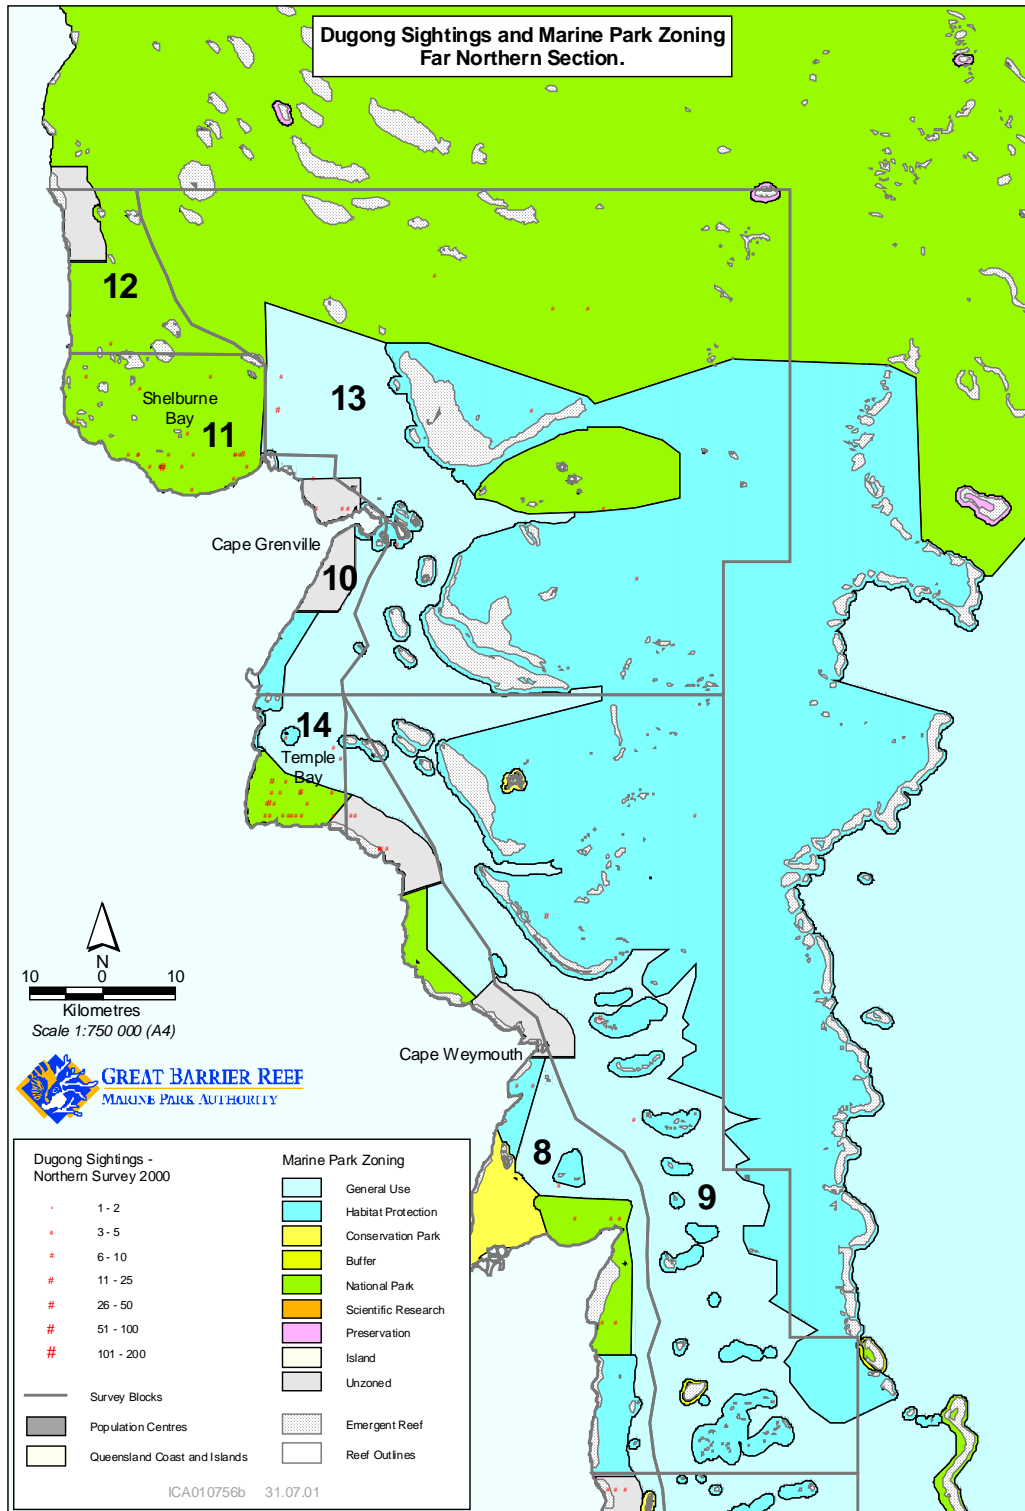 Dugong Sightings and Marine Park Zoning
Far Northern Section.
12
13
Shelburne
Bay
11
Cape Grenville
10
14
Temple
Bay
N
10 0 10
Kilometres
Scale 1:750 000 (A4)
GREAT BARRIER REEF
MARINE PARK AUTHORITY
Cape Weymouth
8
9
Dugong Sightings -
Northern Survey 2000
# 1 - 2
# 3 - 5
# 6 - 10
# 11 - 25
# 26 - 50
# 51 - 100
# 101 - 200
Survey Blocks
Population Centres
Queensland Coast and Islands
Marine Park Zoning
General Use
Habitat Protection
Conservation Park
Buffer
National Park
Scientific Research
Preservation
Island
Unzoned
Emergent Reef
Reef Outlines
ICA010756b 31.07.01